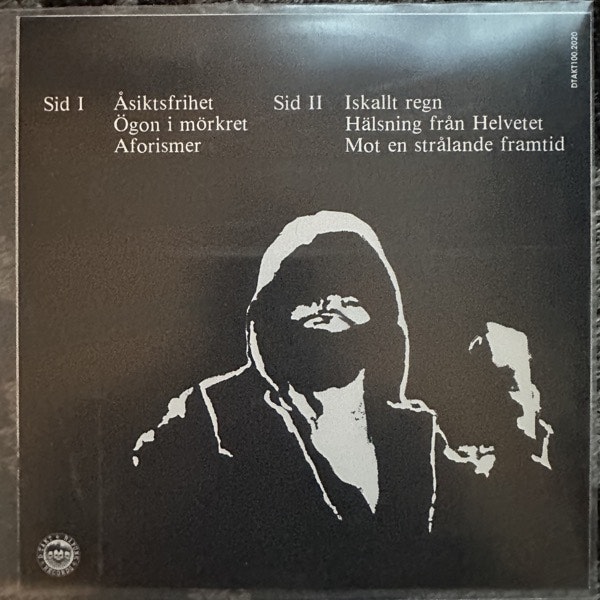 DTAKT100.2020
Sid I
Åsiktsfrihet
Ögon i mörkret
Aforismer
Sid II
Iskallt regn
Hälsning från Helvetet
Mot en strålande framtid